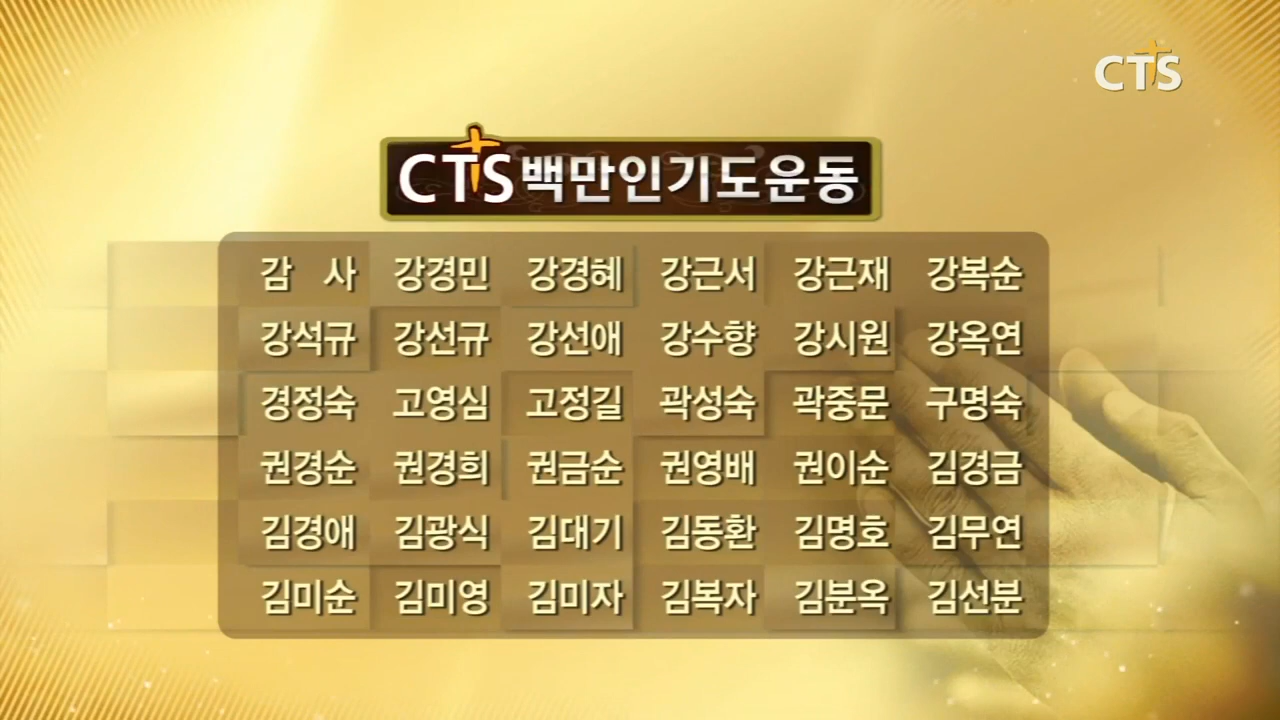 CTS
CTS백만인기도운동
감 사 강경민 강경혜 강근서 강근재 강복순
강석규 강선규 강선애 강수향 강시원 강옥연
경정숙 고영심 고정길 곽성숙 곽중문 구명숙
권경순 권경희 권금순 권영배 권이순 김경금
김경애 김광식 김대기 김동환 김명호 김무연
김미순 김미영 김미자 김복자 김분옥 김선분